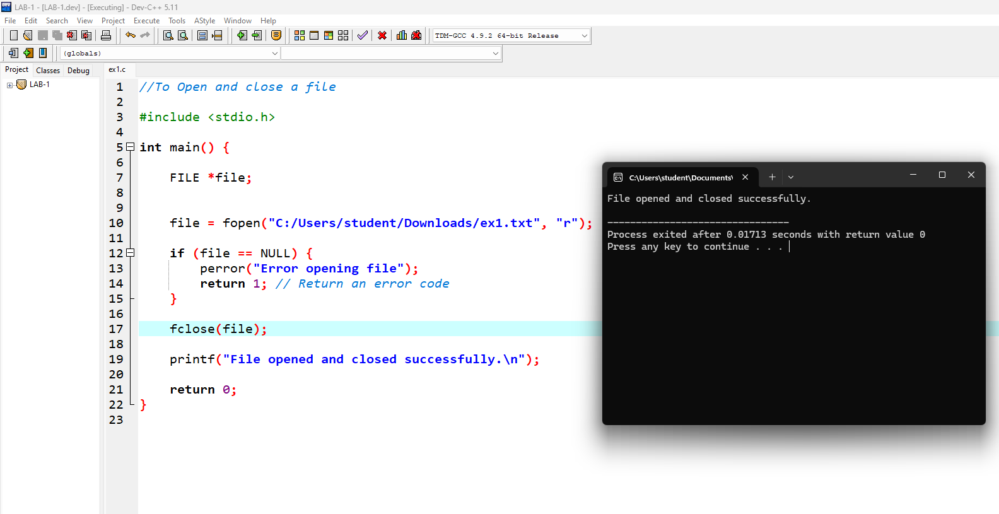 LAB-1 - [LAB-1.dev] - [Executing] - Dev-C++ 5.11
File Edit Search View Project Execute Tools AStyle Window Help
TDM-GCC 4.9.2 64-bit Release
(globals)
Project Classes Debug
LAB-1
ex1.c
1 //To Open and close a file
2
3 #include <stdio.h>
4
5 int main() {
6
7     FILE *file;
8
9
10     file = fopen("C:/Users/student/Downloads/ex1.txt", "r");
11
12     if (file == NULL) {
13         perror("Error opening file");
14         return 1; // Return an error code
15     }
16
17     fclose(file);
18
19     printf("File opened and closed successfully.\n");
20
21     return 0;
22 }
23
C:\Users\student\Documents\
File opened and closed successfully.
--------------------------------
Process exited after 0.01713 seconds with return value 0
Press any key to continue . . .